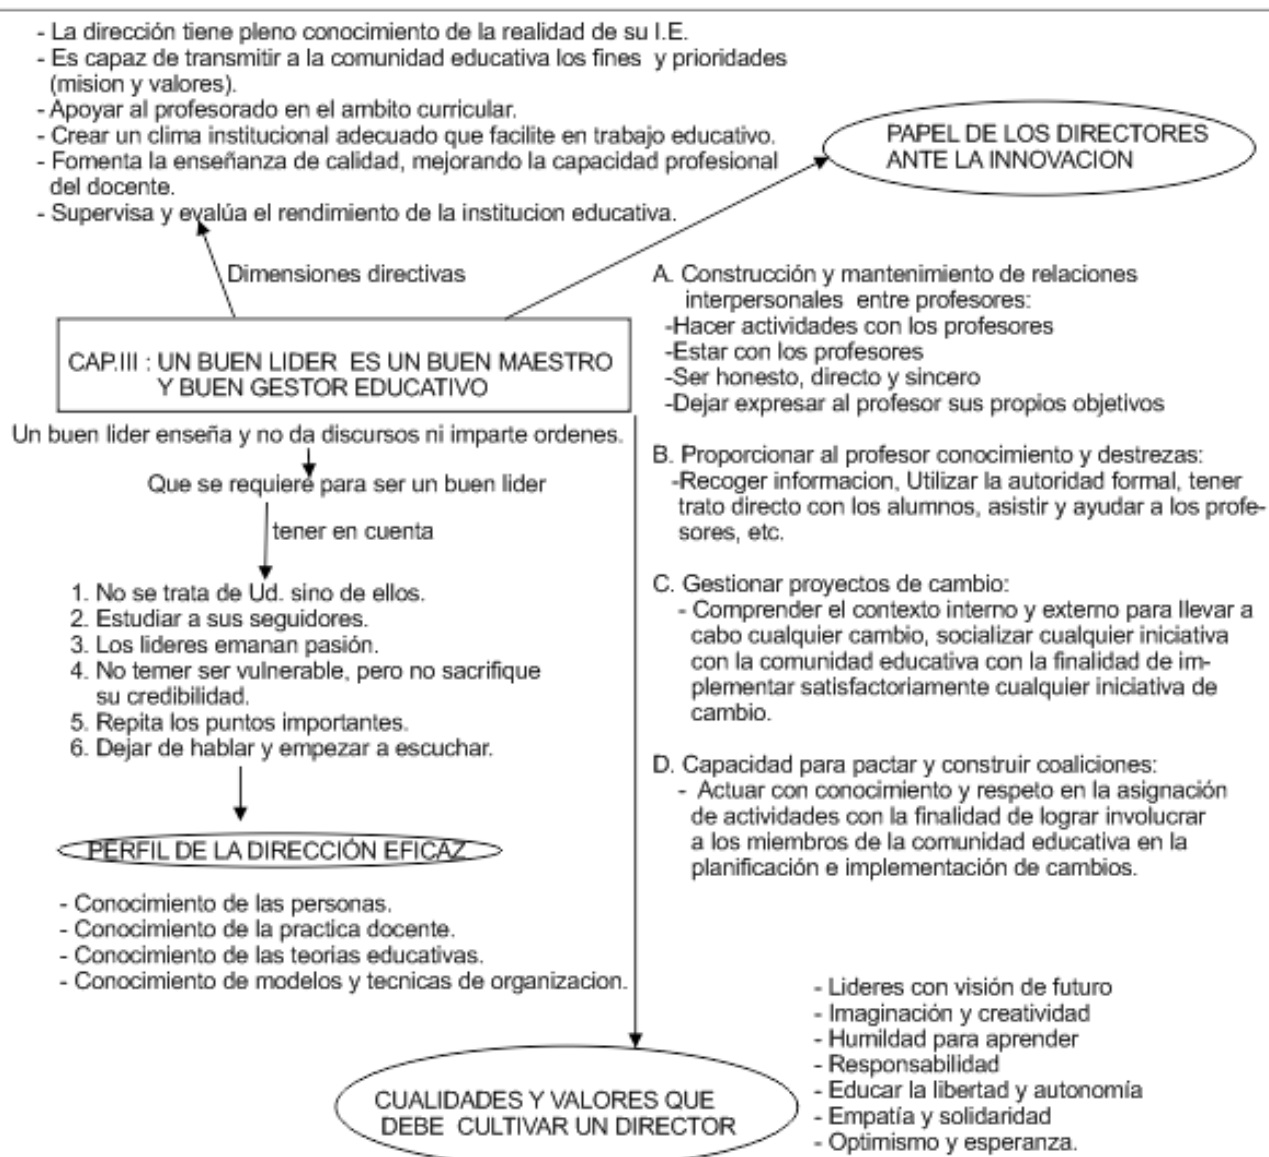 - La dirección tiene pleno conocimiento de la realidad de su I.E.
- Es capaz de transmitir a la comunidad educativa los fines y prioridades
(mision y valores).
- Apoyar al profesorado en el ambito curricular.
- Crear un clima institucional adecuado que facilite en trabajo educativo.
- Fomenta la enseñanza de calidad, mejorando la capacidad profesional
del docente.
- Supervisa y evalúa el rendimiento de la institucion educativa.
PAPEL DE LOS DIRECTORES
ANTE LA INNOVACION
Dimensiones directivas
CAP.III : UN BUEN LIDER ES UN BUEN MAESTRO
Y BUEN GESTOR EDUCATIVO
Un buen lider enseña y no da discursos ni imparte ordenes.
Que se requiere para ser un buen lider
tener en cuenta
1. No se trata de Ud. sino de ellos.
2. Estudiar a sus seguidores.
3. Los lideres emanan pasión.
4. No temer ser vulnerable, pero no sacrifique
su credibilidad.
5. Repita los puntos importantes.
6. Dejar de hablar y empezar a escuchar.
PERFIL DE LA DIRECCIÓN EFICAZ
- Conocimiento de las personas.
- Conocimiento de la practica docente.
- Conocimiento de las teorias educativas.
- Conocimiento de modelos y tecnicas de organizacion.
A. Construcción y mantenimiento de relaciones
interpersonales entre profesores:
-Hacer actividades con los profesores
-Estar con los profesores
-Ser honesto, directo y sincero
-Dejar expresar al profesor sus propios objetivos
B. Proporcionar al profesor conocimiento y destrezas:
-Recoger informacion, Utilizar la autoridad formal, tener
trato directo con los alumnos, asistir y ayudar a los profe-
sores, etc.
C. Gestionar proyectos de cambio:
- Comprender el contexto interno y externo para llevar a
cabo cualquier cambio, socializar cualquier iniciativa
con la comunidad educativa con la finalidad de im-
plementar satisfactoriamente cualquier iniciativa de
cambio.
D. Capacidad para pactar y construir coaliciones:
- Actuar con conocimiento y respeto en la asignación
de actividades con la finalidad de lograr involucrar
a los miembros de la comunidad educativa en la
planificación e implementación de cambios.
CUALIDADES Y VALORES QUE
DEBE CULTIVAR UN DIRECTOR
- Lideres con visión de futuro
- Imaginación y creatividad
- Humildad para aprender
- Responsabilidad
- Educar la libertad y autonomía
- Empatía y solidaridad
- Optimismo y esperanza.